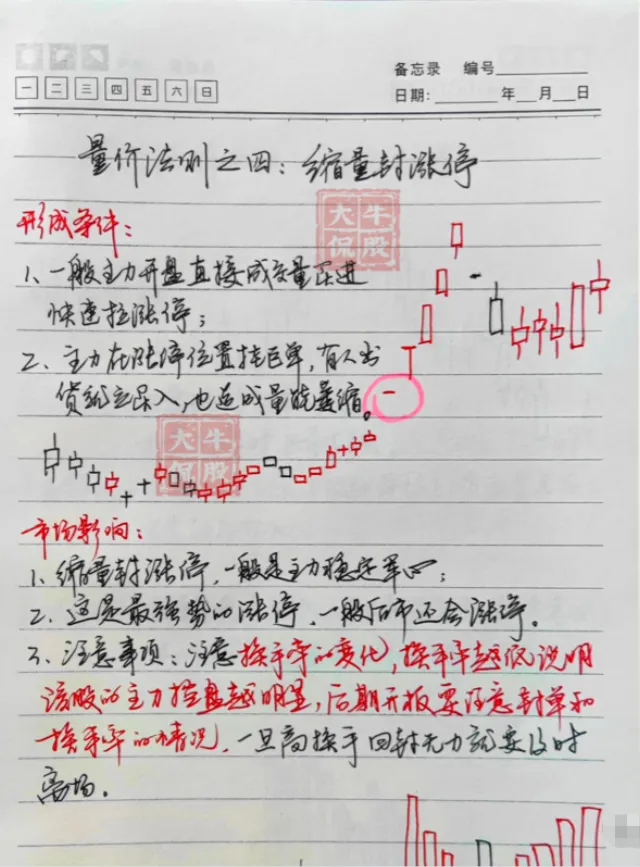 一 二 三 四 五 六 日
备忘录 编号
日期: 年 月 日
量价法则之四:缩量封涨停
大牛
侃股
形成条件:
1、一般主力开盘直接成交量压进
快速拉涨停;
2、主力在涨停位置挂巨单,有人出
货就立马买入,也造成量能萎缩。
大牛
侃股
市场影响:
1、缩量封涨停,一般是主力稳定军心;
2、这是最强势的涨停,一般后市还会涨停。
3、注意事项:注意换手率的变化,换手率越低说明
该股的主力控盘越明显,后期开板要注意封单和
换手率的情况,一旦高换手回封无力就要及时
离场。